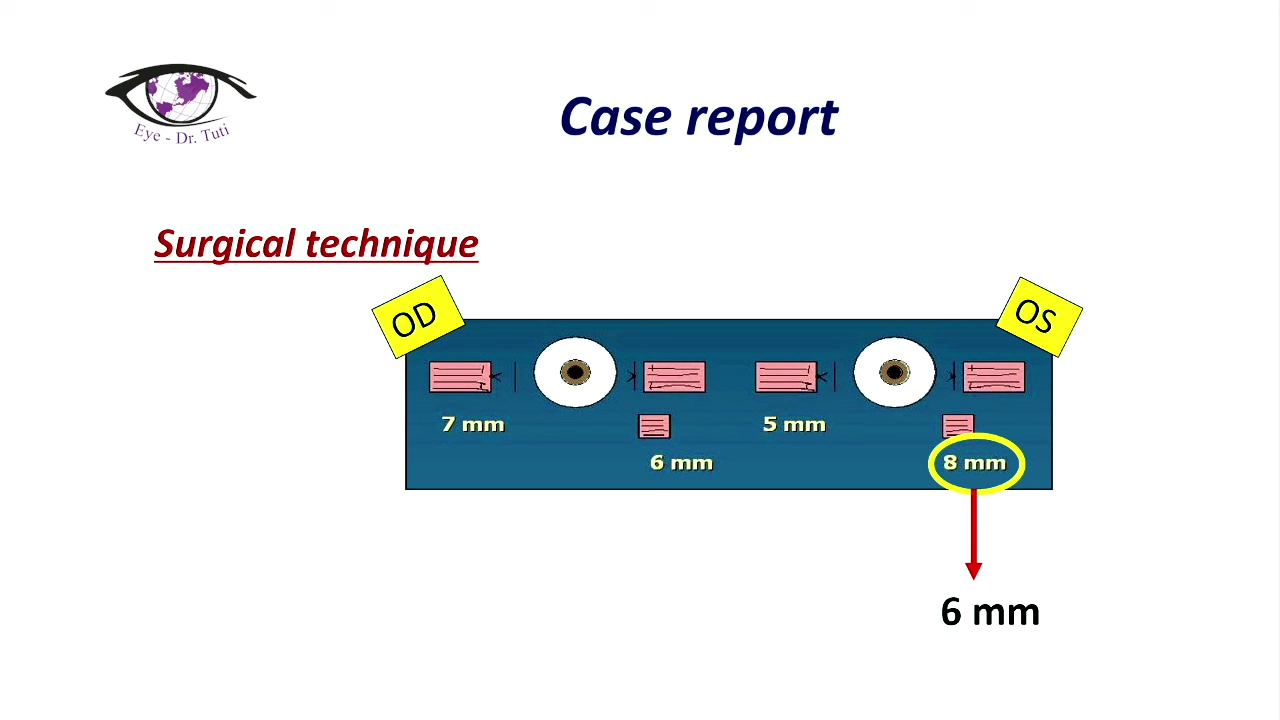 Eye - Dr. Tuti
Case report
Surgical technique
OD
OS
7 mm
5 mm
6 mm
8 mm
6 mm